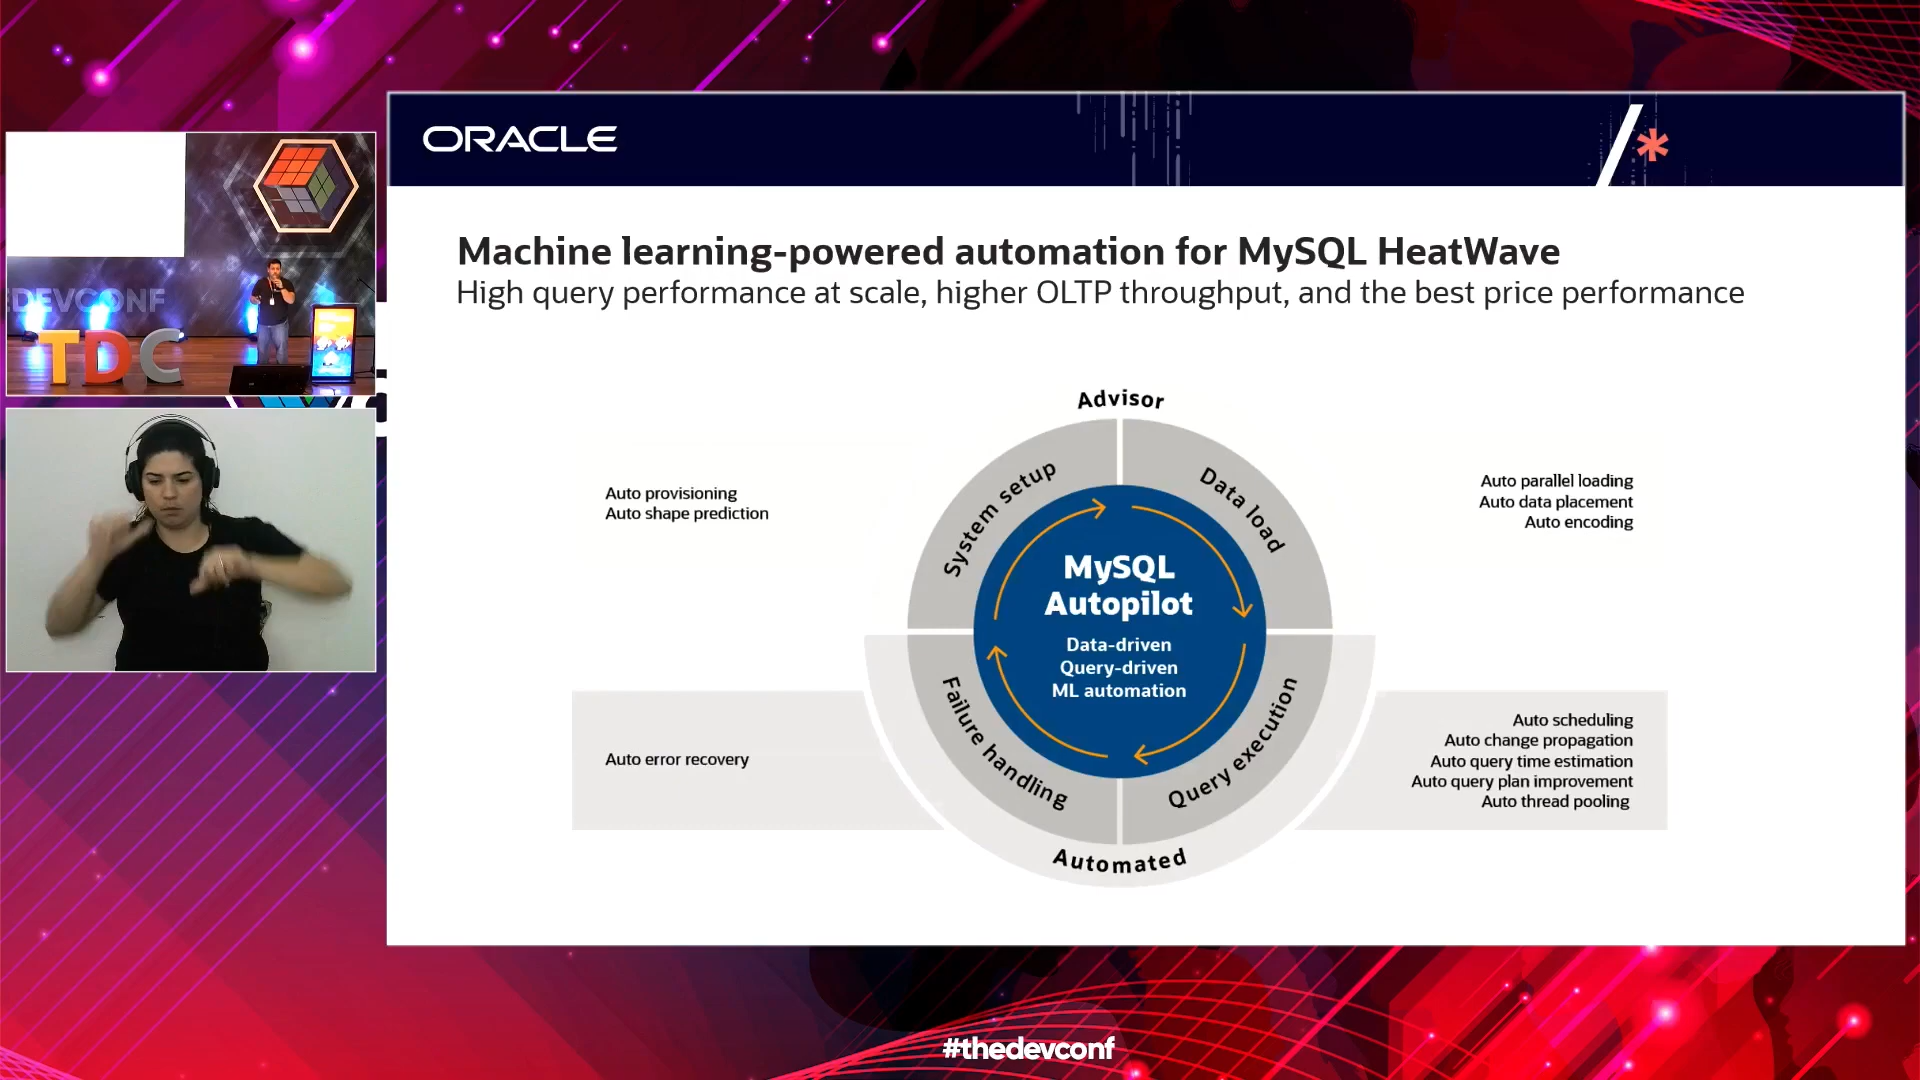 ORACLE
Machine learning-powered automation for MySQL HeatWave
High query performance at scale, higher OLTP throughput, and the best price performance
Advisor
System setup
Data load
Auto provisioning
Auto shape prediction
Auto parallel loading
Auto data placement
Auto encoding
MySQL
Autopilot
Data-driven
Query-driven
ML automation
Failure handling
Query execution
Auto error recovery
Auto scheduling
Auto change propagation
Auto query time estimation
Auto query plan improvement
Auto thread pooling
Automated
EDEVCONF
TDC
#thedevconf